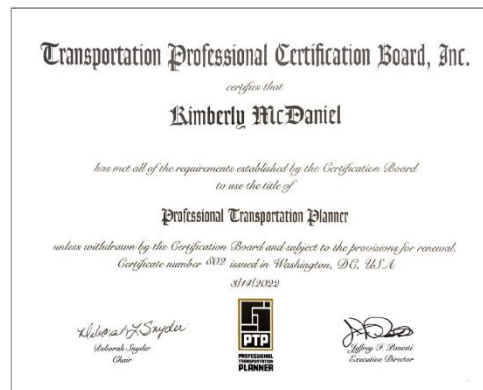 Transportation Professional Certification Board, Inc.
certifies that
Kimberly McDaniel
has met all of the requirements established by the Certification Board
to use the title of
Professional Transportation Planner
unless withdrawn by the Certification Board and subject to the provisions for renewal.
Certificate number 802 issued in Washington, DC, USA
3/14/2022
Deborah L Snyder
Deborah Snyder
Chair
PTP
PROFESSIONAL
TRANSPORTATION
PLANNER
Jeffrey F. Paniati
Executive Director